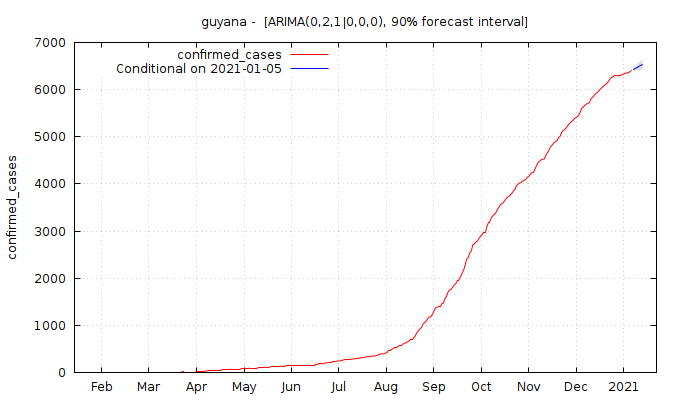 guyana - [ARIMA(0,2,1|0,0,0), 90% forecast interval]
confirmed_cases
Conditional on 2021-01-05
7000
6000
5000
4000
3000
2000
1000
0
confirmed_cases
Feb Mar Apr May Jun Jul Aug Sep Oct Nov Dec 2021